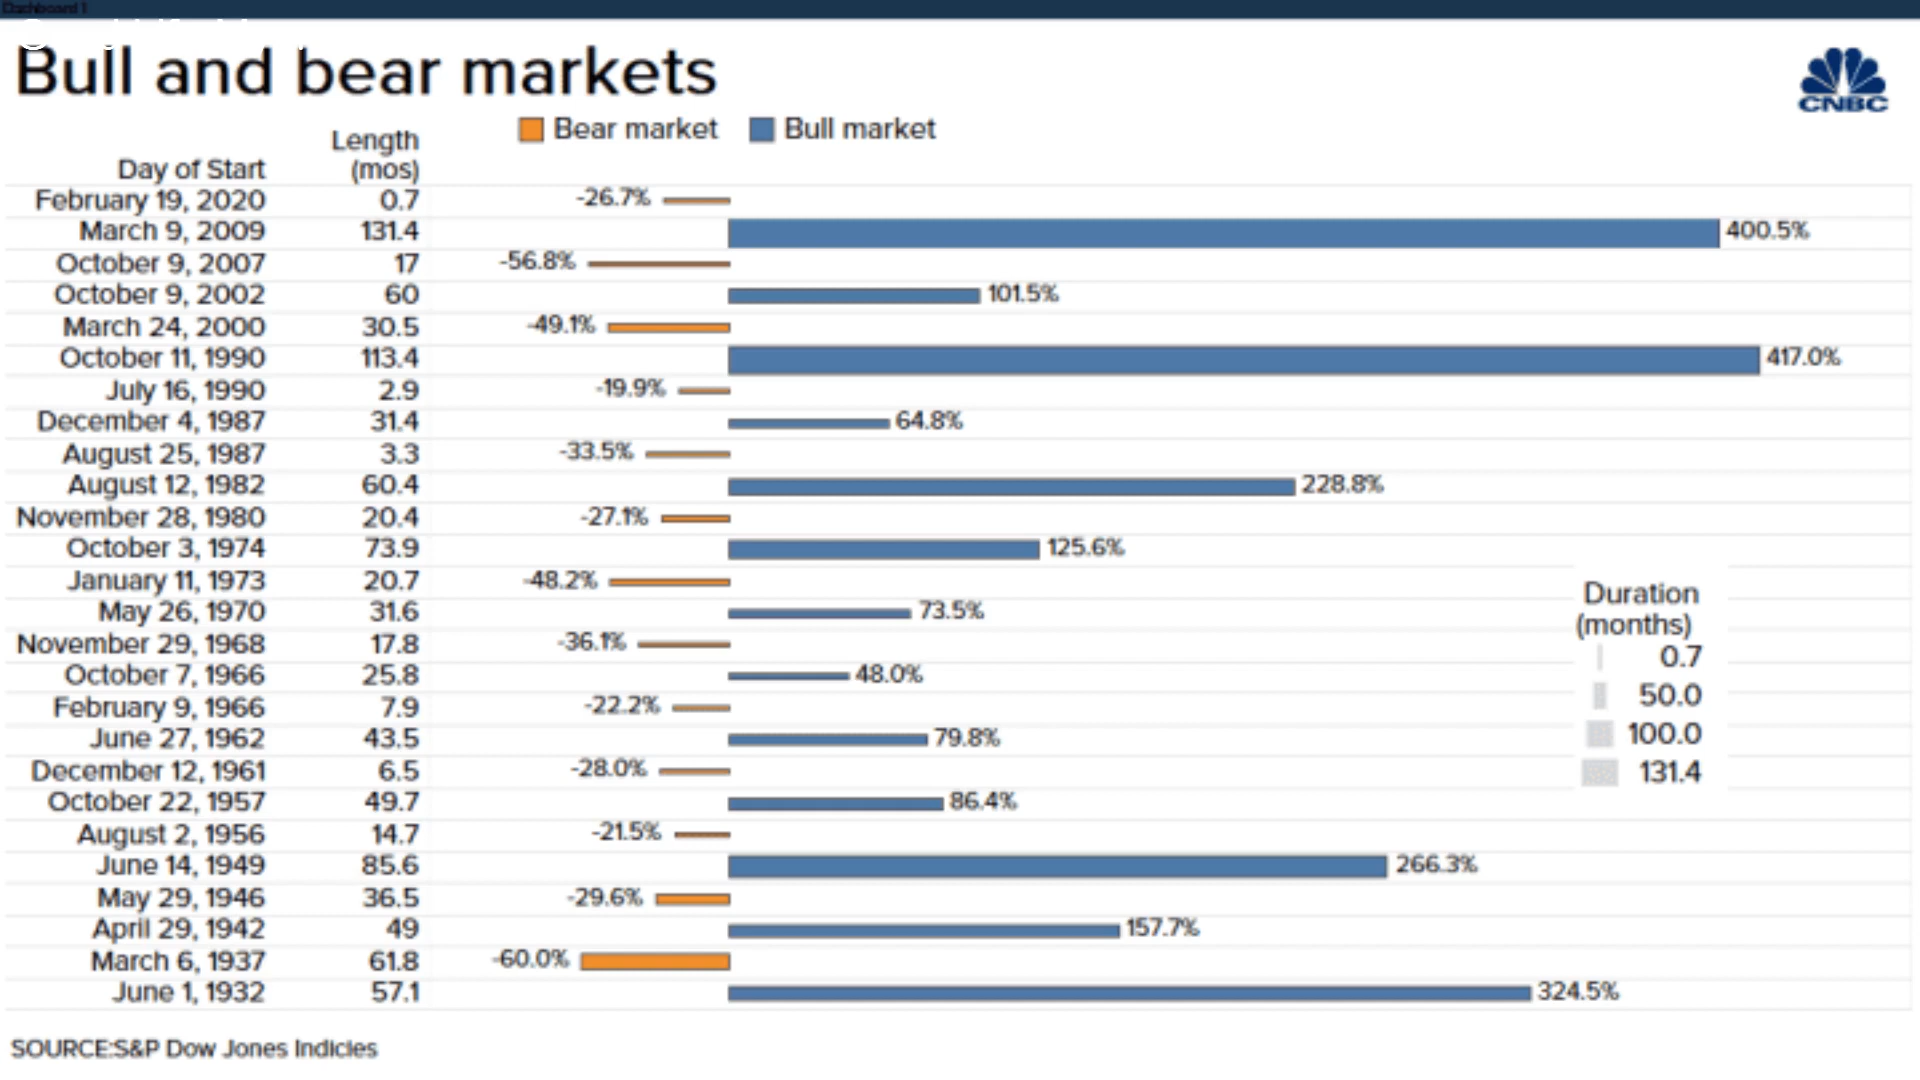 Dashboard 1
Bull and bear markets
CNBC
Bear market Bull market
Length
Day of Start (mos)
February 19, 2020 0.7 -26.7%
March 9, 2009 131.4 400.5%
October 9, 2007 17 -56.8%
October 9, 2002 60 101.5%
March 24, 2000 30.5 -49.1%
October 11, 1990 113.4 417.0%
July 16, 1990 2.9 -19.9%
December 4, 1987 31.4 64.8%
August 25, 1987 3.3 -33.5%
August 12, 1982 60.4 228.8%
November 28, 1980 20.4 -27.1%
October 3, 1974 73.9 125.6%
January 11, 1973 20.7 -48.2%
May 26, 1970 31.6 73.5%
November 29, 1968 17.8 -36.1%
October 7, 1966 25.8 48.0%
February 9, 1966 7.9 -22.2%
June 27, 1962 43.5 79.8%
December 12, 1961 6.5 -28.0%
October 22, 1957 49.7 86.4%
August 2, 1956 14.7 -21.5%
June 14, 1949 85.6 266.3%
May 29, 1946 36.5 -29.6%
April 29, 1942 49 157.7%
March 6, 1937 61.8 -60.0%
June 1, 1932 57.1 324.5%
Duration
(months)
0.7
50.0
100.0
131.4
SOURCE:S&P Dow Jones Indicies